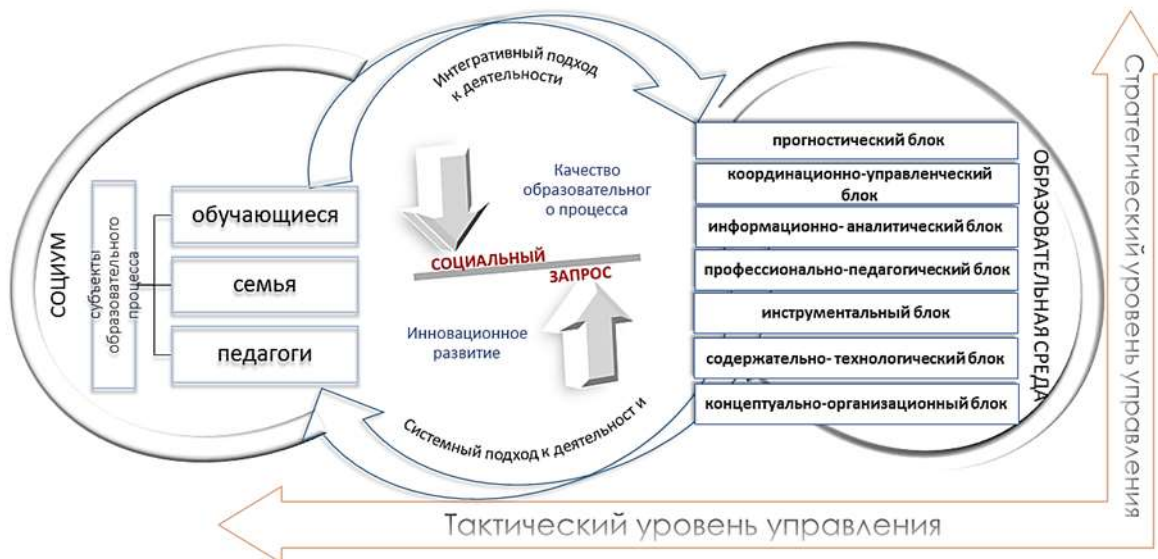 Интегративный подход
к деятельности
Стратегический уровень управления
СОЦИУМ
субъекты
образовательного
процесса
обучающиеся
семья
педагоги
Качество
образовательног
о процесса
СОЦИАЛЬНЫЙ
ЗАПРОС
Инновационное
развитие
прогностический блок
координационно-управленческий
блок
информационно- аналитический блок
профессионально-педагогический блок
инструментальный блок
содержательно- технологический блок
концептуально-организационный блок
ОБРАЗОВАТЕЛЬНАЯ СРЕДА
Системный подход к деятельност и
Тактический уровень управления